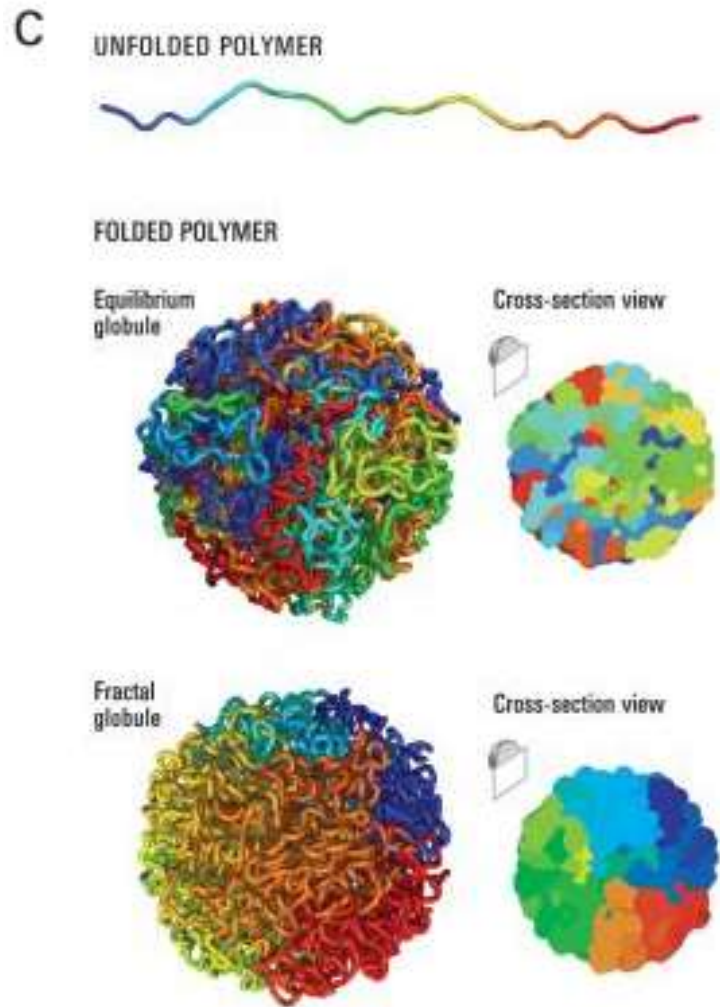 C
UNFOLDED POLYMER
FOLDED POLYMER
Equilibrium
globule
Cross-section view
Fractal
globule
Cross-section view